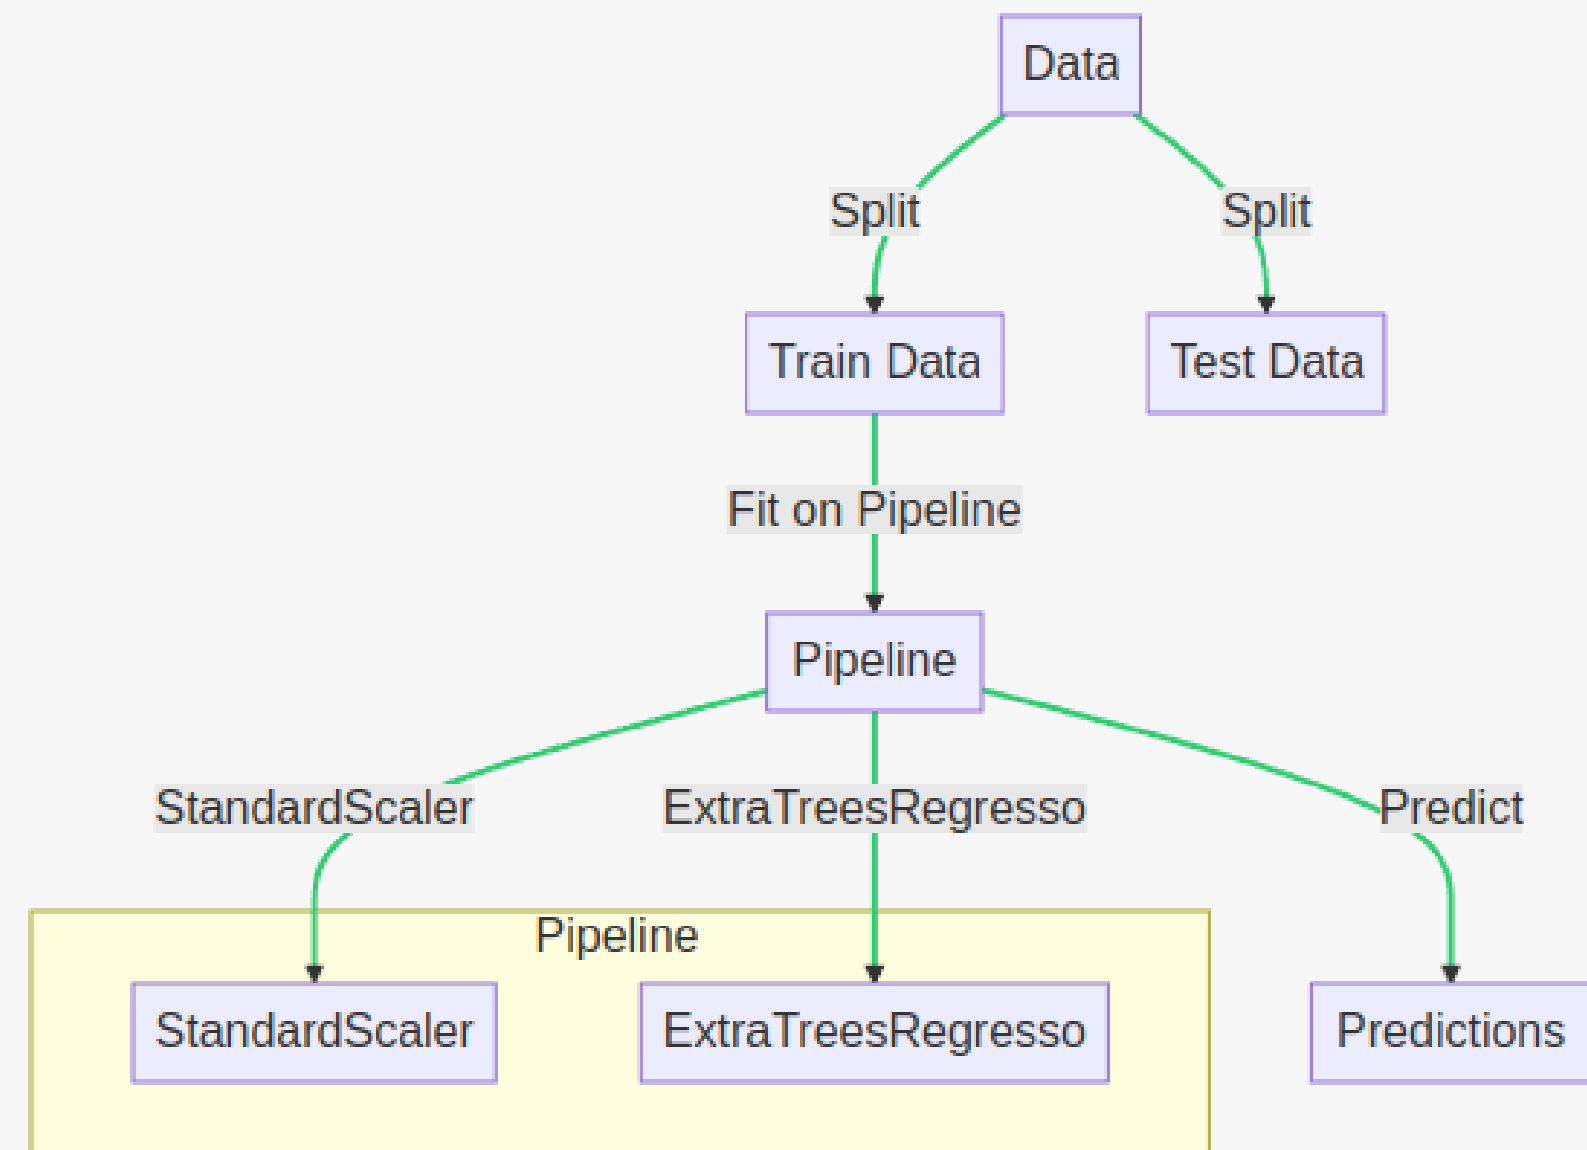 Data
Split
Split
Train Data
Test Data
Fit on Pipeline
Pipeline
StandardScaler
ExtraTreesRegresso
Predict
Pipeline
StandardScaler
ExtraTreesRegresso
Predictions